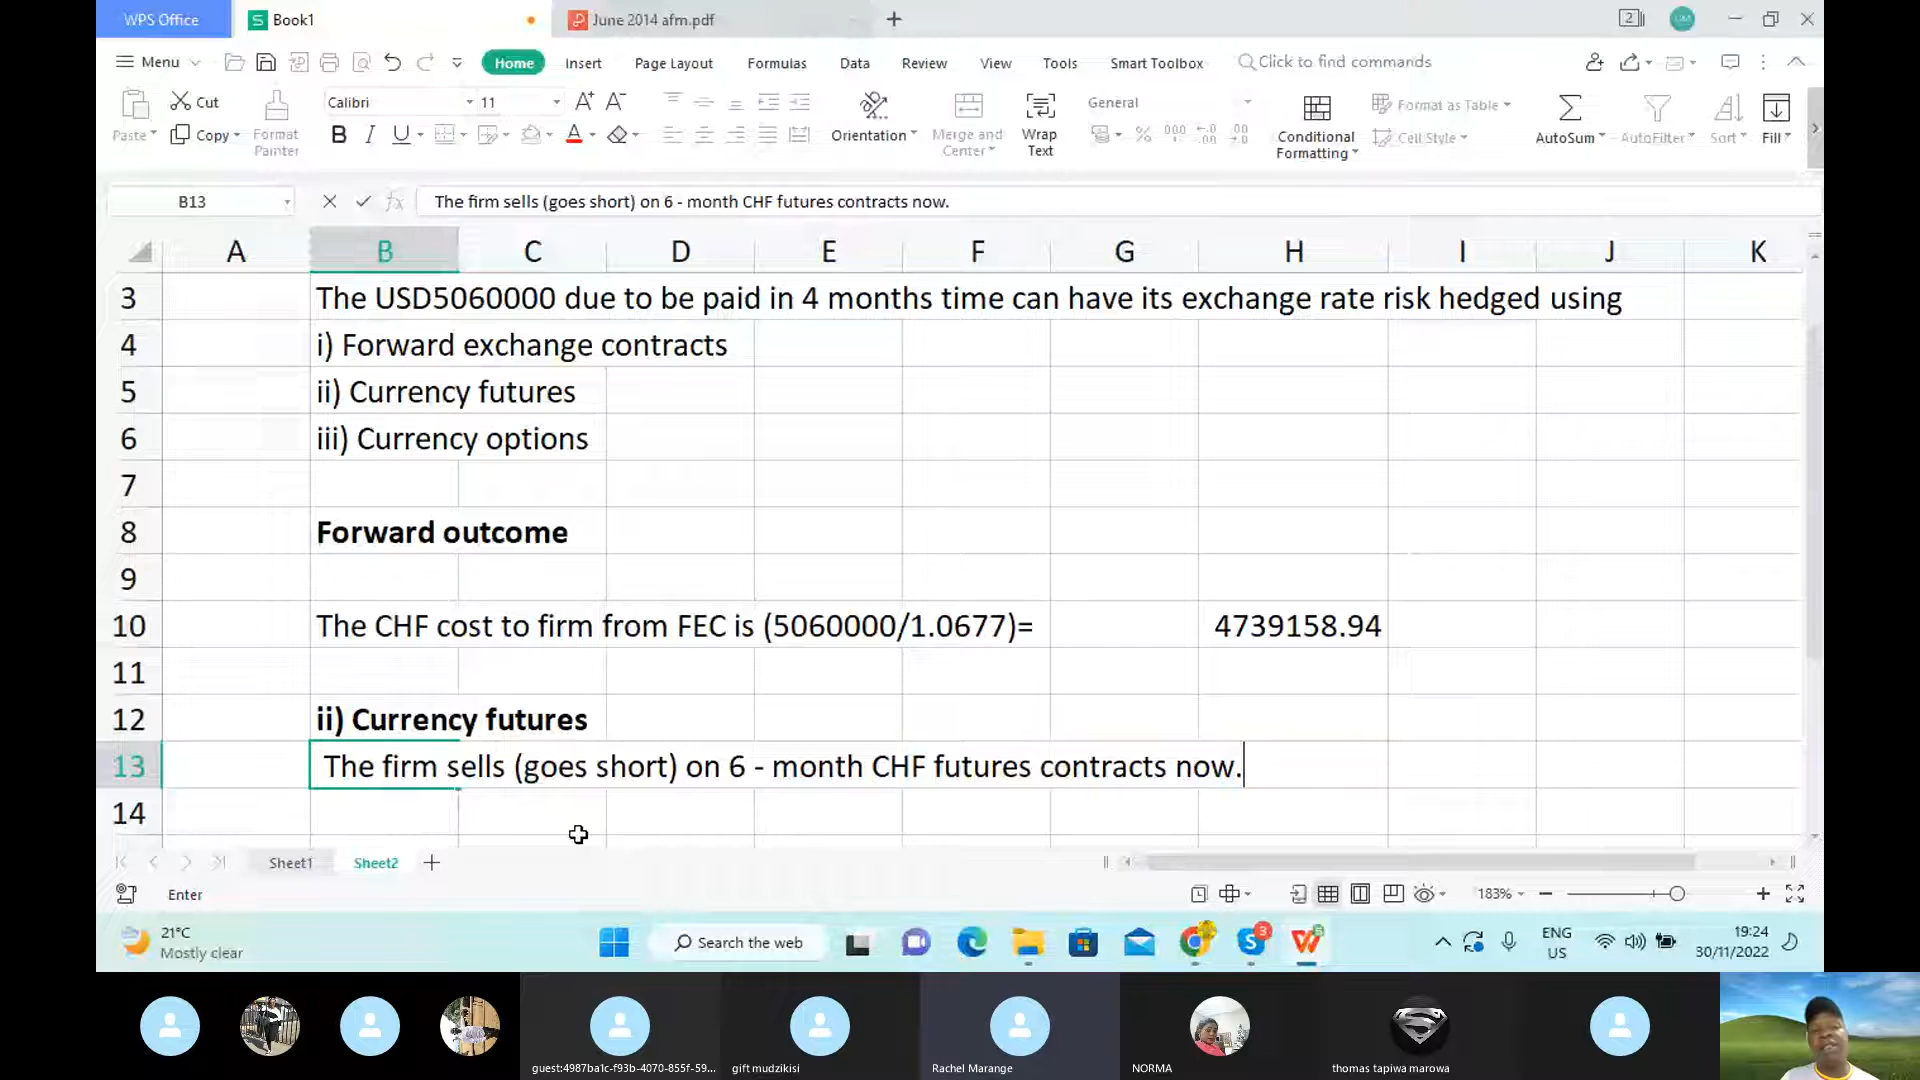 WPS Office
Book1
June 2014 afm.pdf
2
Menu
Home
Insert
Page Layout
Formulas
Data
Review
View
Tools
Smart Toolbox
Click to find commands
Paste
Cut
Copy
Format
Painter
Calibri
11
Orientation
Merge and
Center
Wrap
Text
General
Conditional
Formatting
Format as Table
Cell Style
AutoSum
AutoFilter
Sort
Fill
B13
The firm sells (goes short) on 6 - month CHF futures contracts now.
A B C D E F G H I J K
3 The USD5060000 due to be paid in 4 months time can have its exchange rate risk hedged using
4 i) Forward exchange contracts
5 ii) Currency futures
6 iii) Currency options
7
8 Forward outcome
9
10 The CHF cost to firm from FEC is (5060000/1.0677)= 4739158.94
11
12 ii) Currency futures
13 The firm sells (goes short) on 6 - month CHF futures contracts now.
14
Sheet1
Sheet2
Enter
183%
21°C
Mostly clear
Search the web
3
ENG
US
19:24
30/11/2022
guest:4987ba1c-f93b-4070-855f-59...
gift mudzikisi
Rachel Marange
NORMA
thomas tapiwa marowa